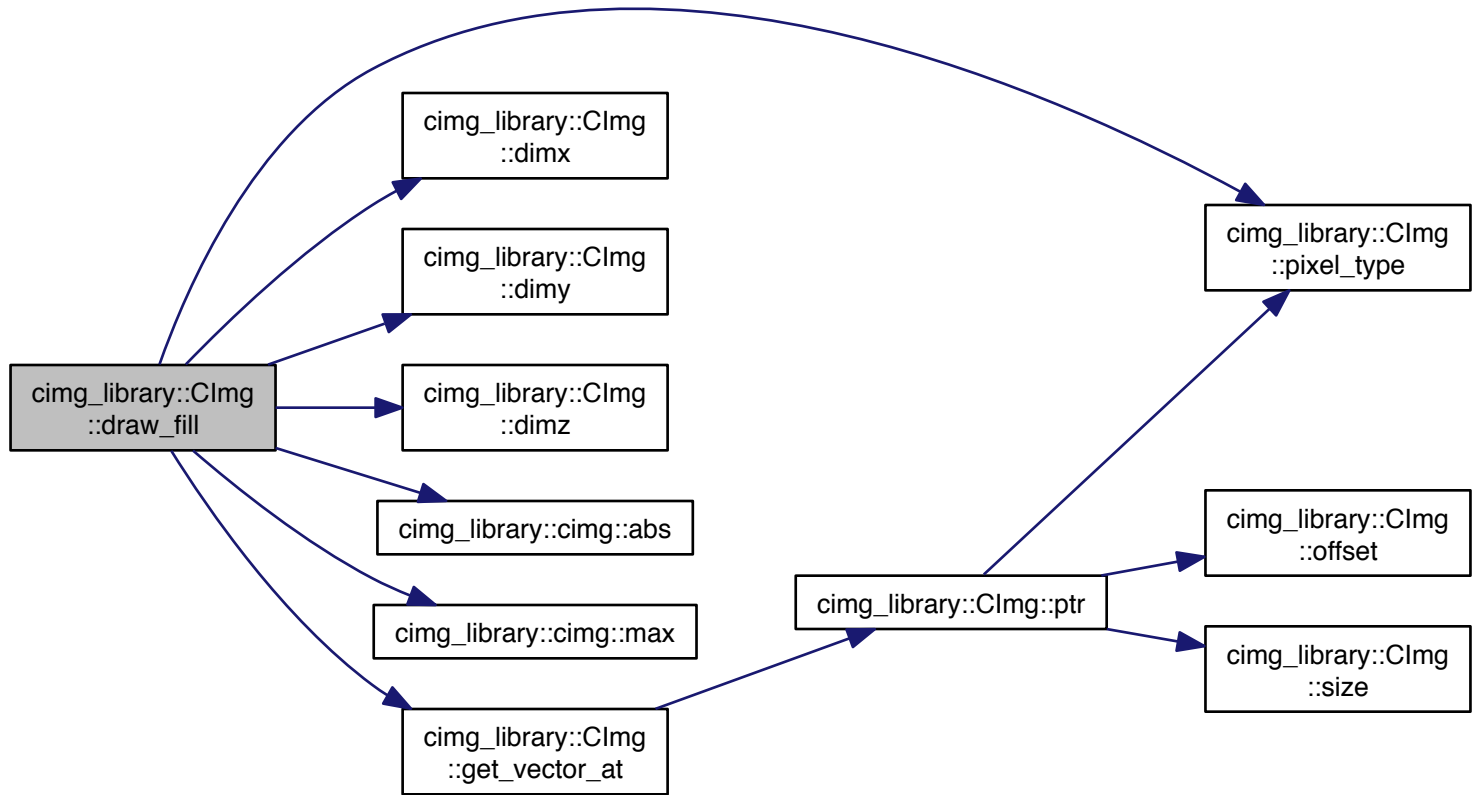 cimg_library::CImg
::draw_fill
cimg_library::CImg
::dimx
cimg_library::CImg
::dimy
cimg_library::CImg
::dimz
cimg_library::cimg::abs
cimg_library::cimg::max
cimg_library::CImg
::get_vector_at
cimg_library::CImg::ptr
cimg_library::CImg
::pixel_type
cimg_library::CImg
::offset
cimg_library::CImg
::size